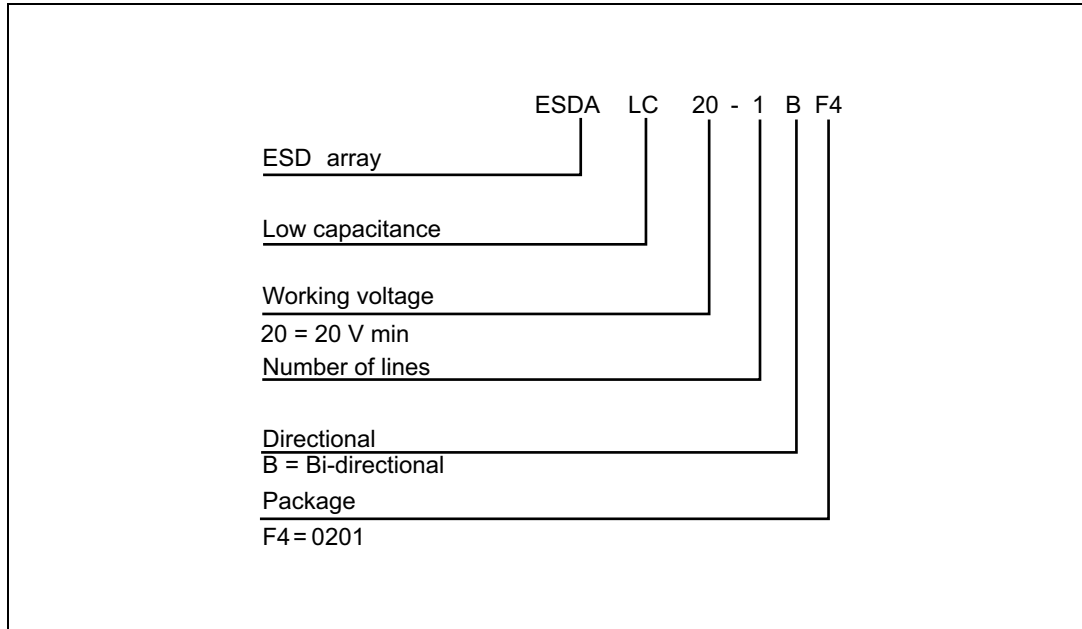 ESDA LC 20 - 1 B F4
ESD array
Low capacitance
Working voltage
20 = 20 V min
Number of lines
Directional
B = Bi-directional
Package
F4 = 0201